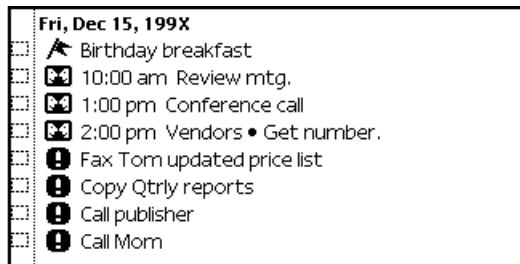 Fri, Dec 15, 199X
Birthday breakfast
10:00 am Review mtg.
1:00 pm Conference call
2:00 pm Vendors • Get number.
Fax Tom updated price list
Copy Qtrly reports
Call publisher
Call Mom